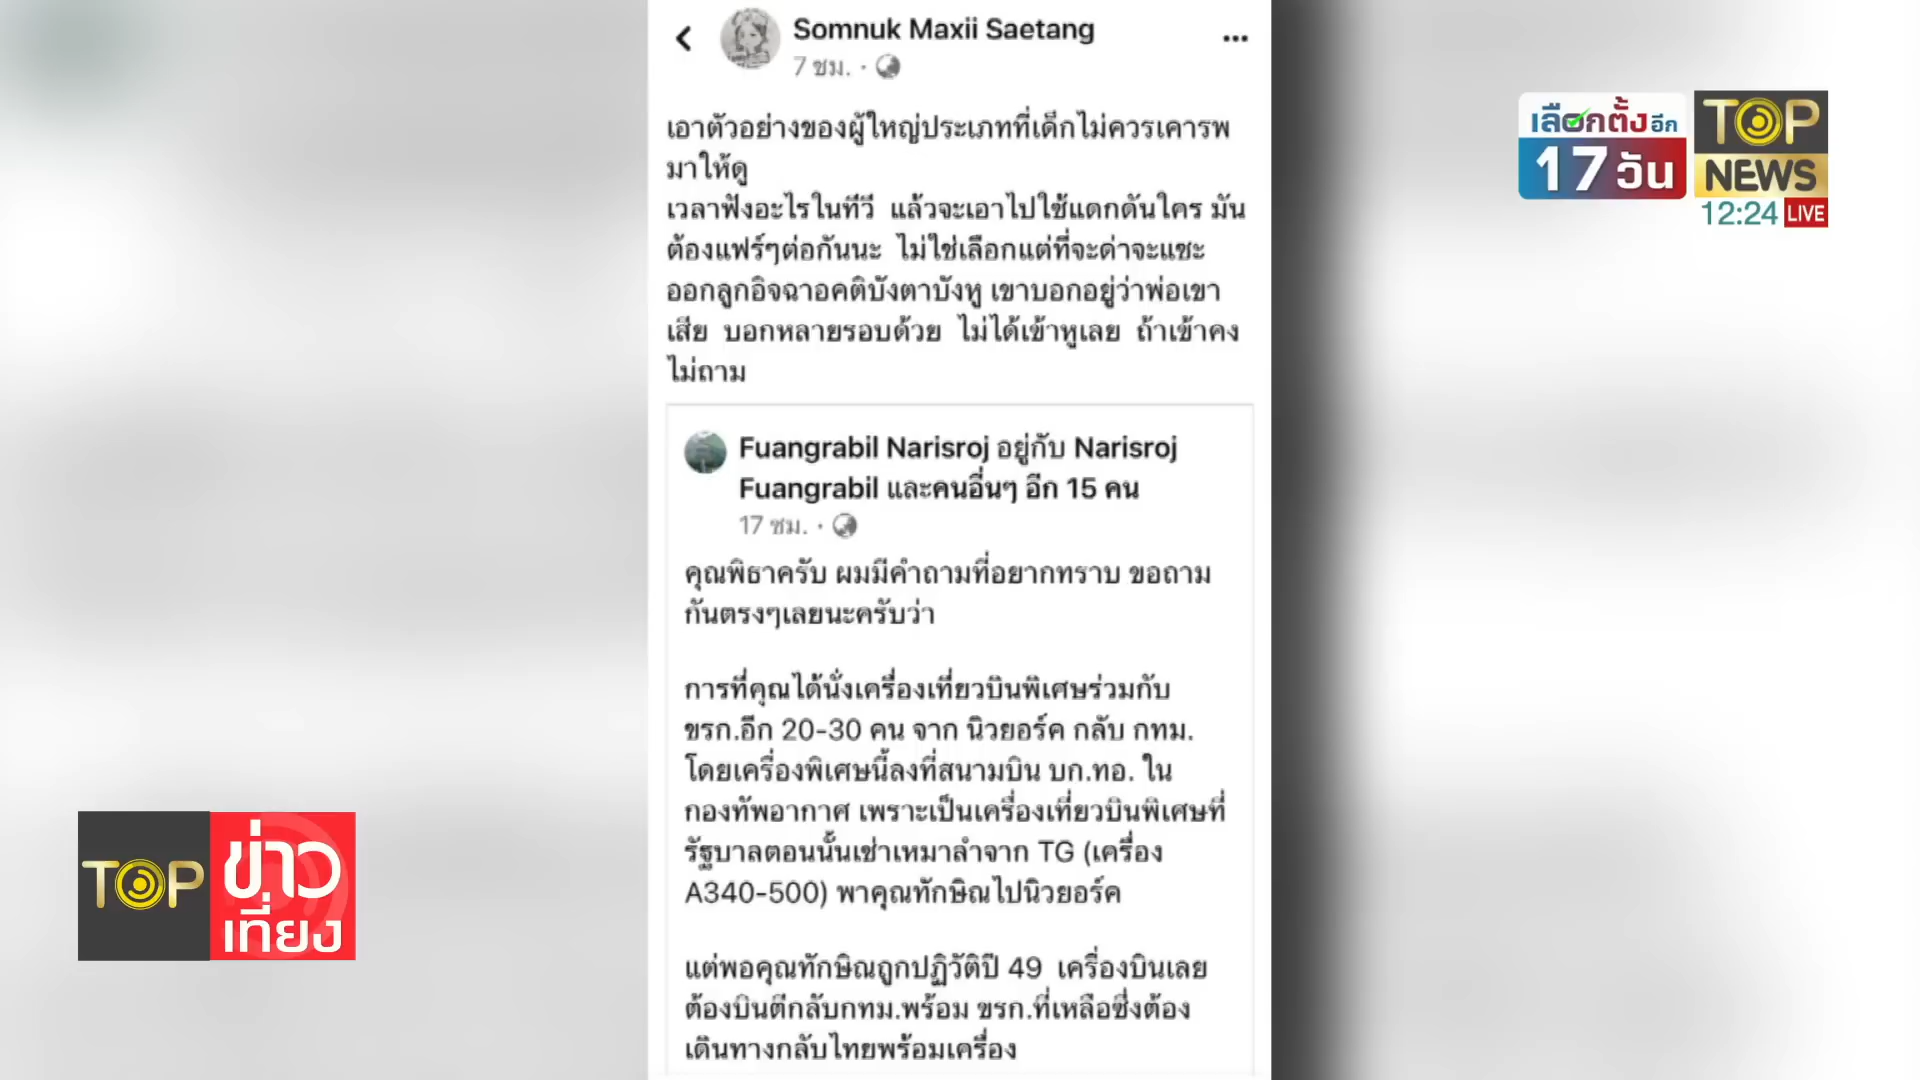 Somnuk Maxii Saetang
7 ชม.
เอาตัวอย่างของผู้ใหญ่ประเภทที่เด็กไม่ควรเคารพ
มาให้ดู
เวลาฟังอะไรในทีวี แล้วจะเอาไปใช้แดกดันใคร มัน
ต้องแฟร์ๆต่อกันนะ ไม่ใช่เลือกแต่ที่จะด่าจะแซะ
ออกลูกอิจฉาอคติบังตาบังหู เขาบอกอยู่ว่าพ่อเขา
เสีย บอกหลายรอบด้วย ไม่ได้เข้าหูเลย ถ้าเข้าคง
ไม่ถาม
Fuangrabil Narisroj อยู่กับ Narisroj
Fuangrabil และคนอื่นๆ อีก 15 คน
17 ชม.
คุณพิธาครับ ผมมีคำถามที่อยากทราบ ขอถาม
กันตรงๆเลยนะครับว่า
การที่คุณได้นั่งเครื่องเที่ยวบินพิเศษร่วมกับ
ขรก.อีก 20-30 คน จาก นิวยอร์ค กลับ กทม.
โดยเครื่องพิเศษนี้ลงที่สนามบิน บก.ทอ. ใน
กองทัพอากาศ เพราะเป็นเครื่องเที่ยวบินพิเศษที่
รัฐบาลตอนนั้นเช่าเหมาลำจาก TG (เครื่อง
A340-500) พาคุณทักษิณไปนิวยอร์ค
แต่พอคุณทักษิณถูกปฏิวัติปี 49 เครื่องบินเลย
ต้องบินตีกลับกทม.พร้อม ขรก.ที่เหลือซึ่งต้อง
เดินทางกลับไทยพร้อมเครื่อง
เลือกตั้งอีก
17 วัน
TOP
NEWS
12:24 LIVE
TOP
ข่าว
เที่ยง